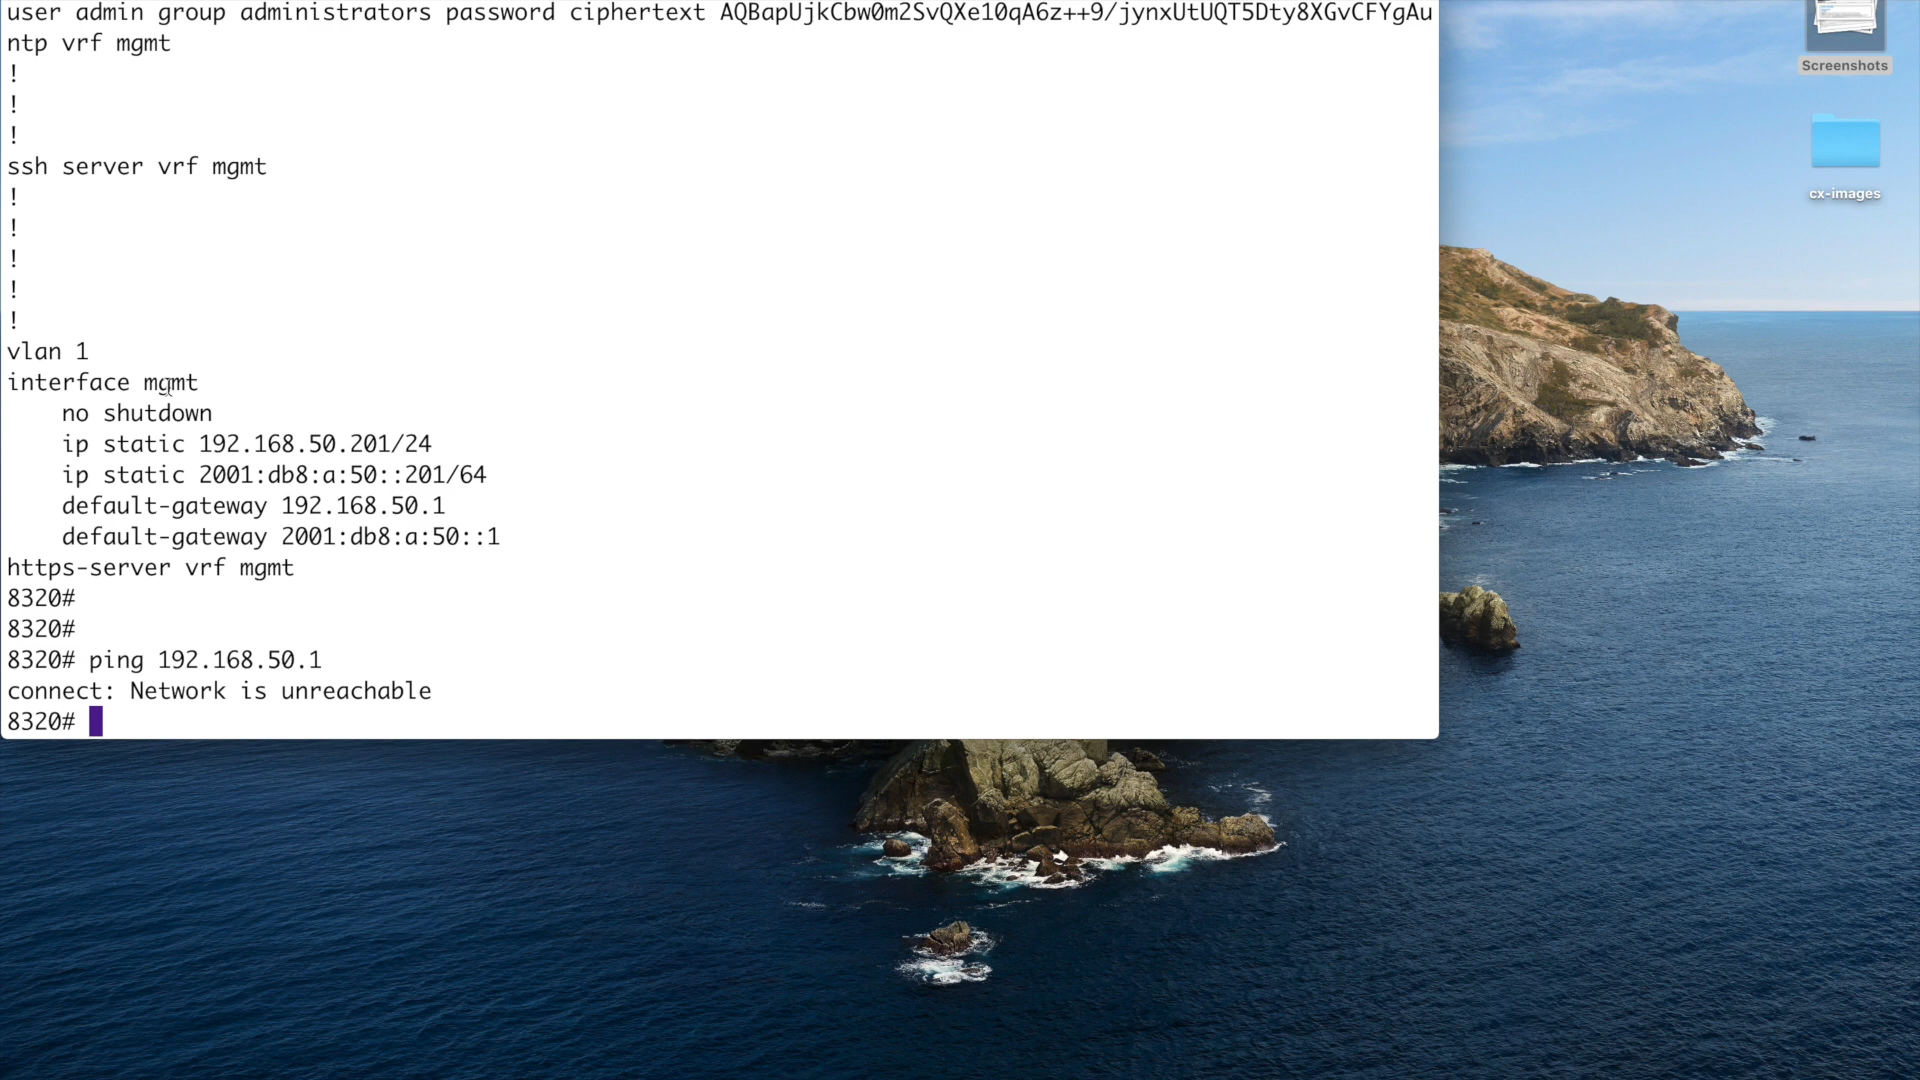 user admin group administrators password ciphertext AQBapUjkCbw0m2SvQXe10qA6z++9/jynxUtUQT5Dty8XGvCFYgAu
ntp vrf mgmt
!
!
!
ssh server vrf mgmt
!
!
!
!
!
vlan 1
interface mgmt
    no shutdown
    ip static 192.168.50.201/24
    ip static 2001:db8:a:50::201/64
    default-gateway 192.168.50.1
    default-gateway 2001:db8:a:50::1
https-server vrf mgmt
8320#
8320#
8320# ping 192.168.50.1
connect: Network is unreachable
8320#
Screenshots
cx-images